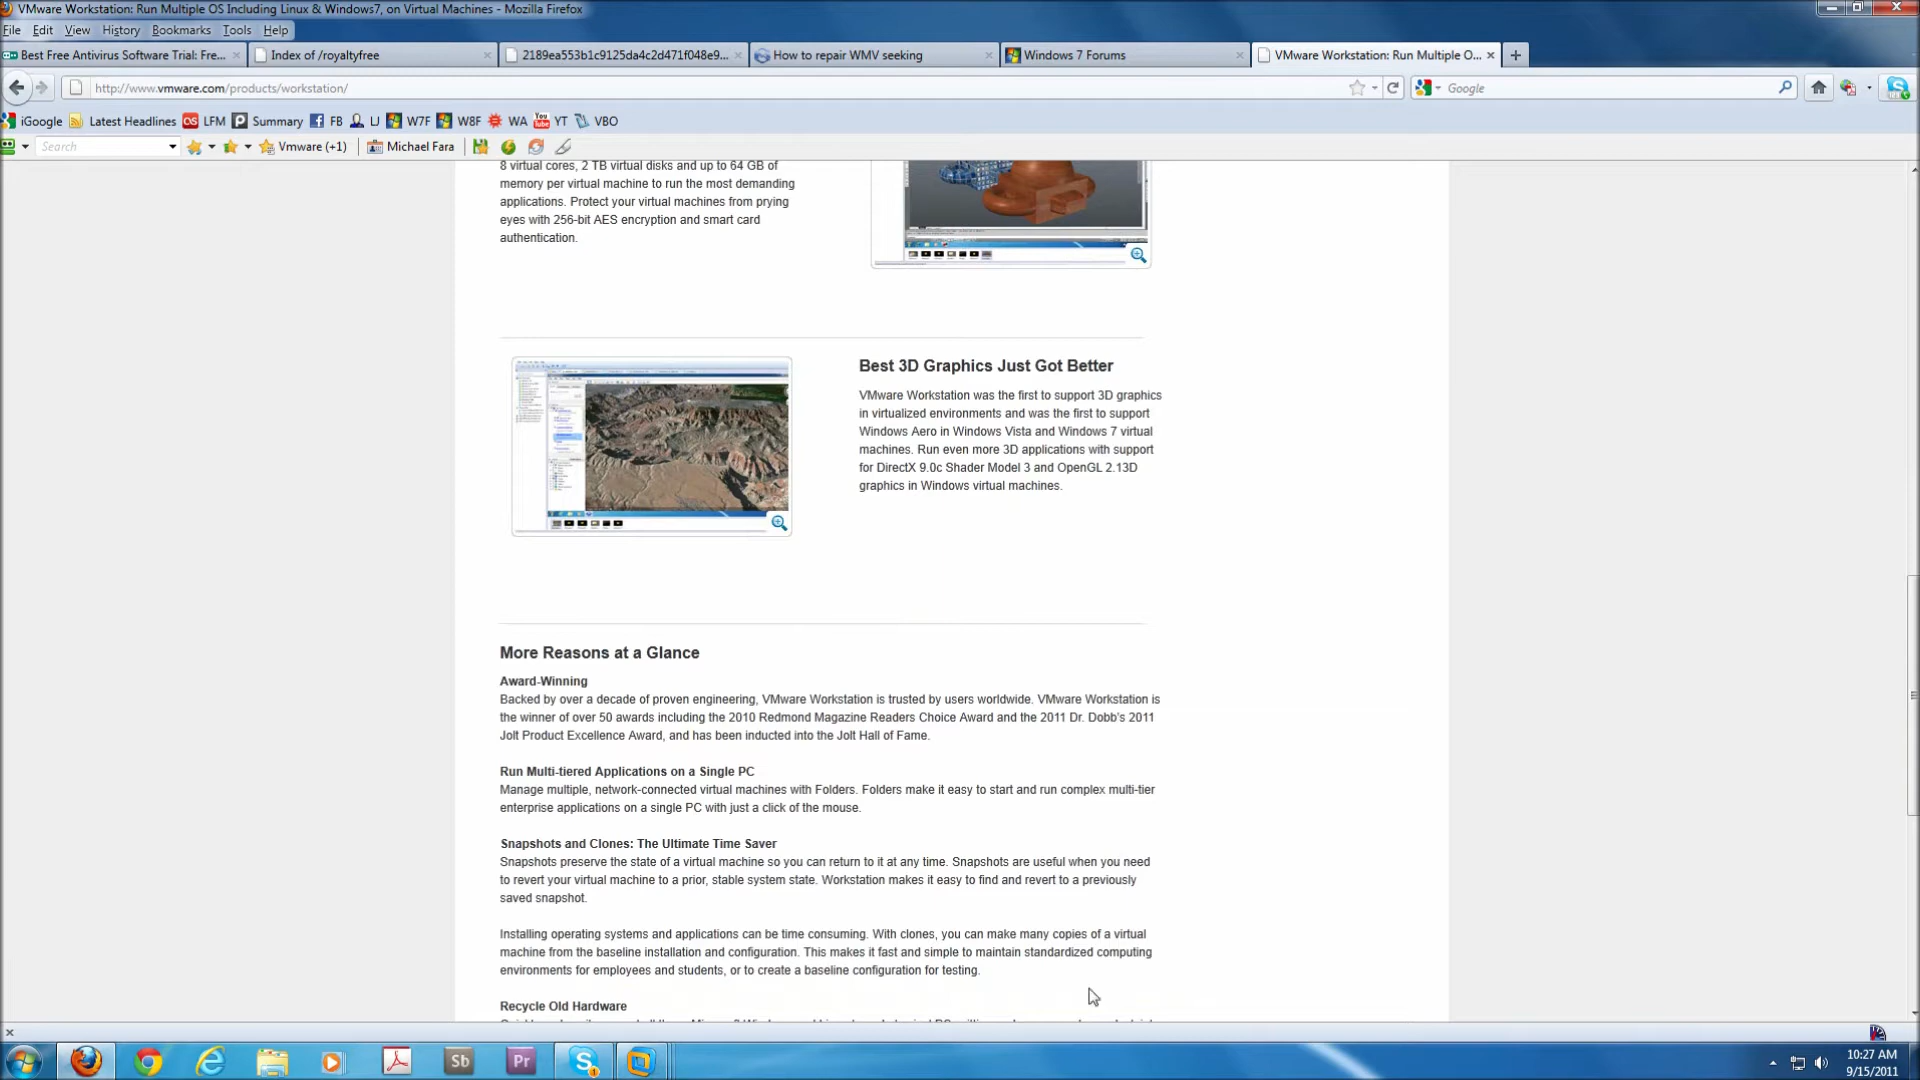 VMware Workstation: Run Multiple OS Including Linux & Windows7, on Virtual Machines - Mozilla Firefox
File Edit View History Bookmarks Tools Help
Best Free Antivirus Software Trial: Fre...
Index of /royaltyfree
2189ea553b1c9125da4c2d471f048e9...
How to repair WMV seeking
Windows 7 Forums
VMware Workstation: Run Multiple O...
http://www.vmware.com/products/workstation/
Google
iGoogle Latest Headlines LFM Summary FB LJ W7F W8F WA YT VBO
Search Vmware (+1) Michael Fara
8 virtual cores, 2 TB virtual disks and up to 64 GB of
memory per virtual machine to run the most demanding
applications. Protect your virtual machines from prying
eyes with 256-bit AES encryption and smart card
authentication.
Best 3D Graphics Just Got Better
VMware Workstation was the first to support 3D graphics
in virtualized environments and was the first to support
Windows Aero in Windows Vista and Windows 7 virtual
machines. Run even more 3D applications with support
for DirectX 9.0c Shader Model 3 and OpenGL 2.13D
graphics in Windows virtual machines.
More Reasons at a Glance
Award-Winning
Backed by over a decade of proven engineering, VMware Workstation is trusted by users worldwide. VMware Workstation is
the winner of over 50 awards including the 2010 Redmond Magazine Readers Choice Award and the 2011 Dr. Dobb's 2011
Jolt Product Excellence Award, and has been inducted into the Jolt Hall of Fame.
Run Multi-tiered Applications on a Single PC
Manage multiple, network-connected virtual machines with Folders. Folders make it easy to start and run complex multi-tier
enterprise applications on a single PC with just a click of the mouse.
Snapshots and Clones: The Ultimate Time Saver
Snapshots preserve the state of a virtual machine so you can return to it at any time. Snapshots are useful when you need
to revert your virtual machine to a prior, stable system state. Workstation makes it easy to find and revert to a previously
saved snapshot.
Installing operating systems and applications can be time consuming. With clones, you can make many copies of a virtual
machine from the baseline installation and configuration. This makes it fast and simple to maintain standardized computing
environments for employees and students, or to create a baseline configuration for testing.
Recycle Old Hardware
Sb
Pr
10:27 AM
9/15/2011